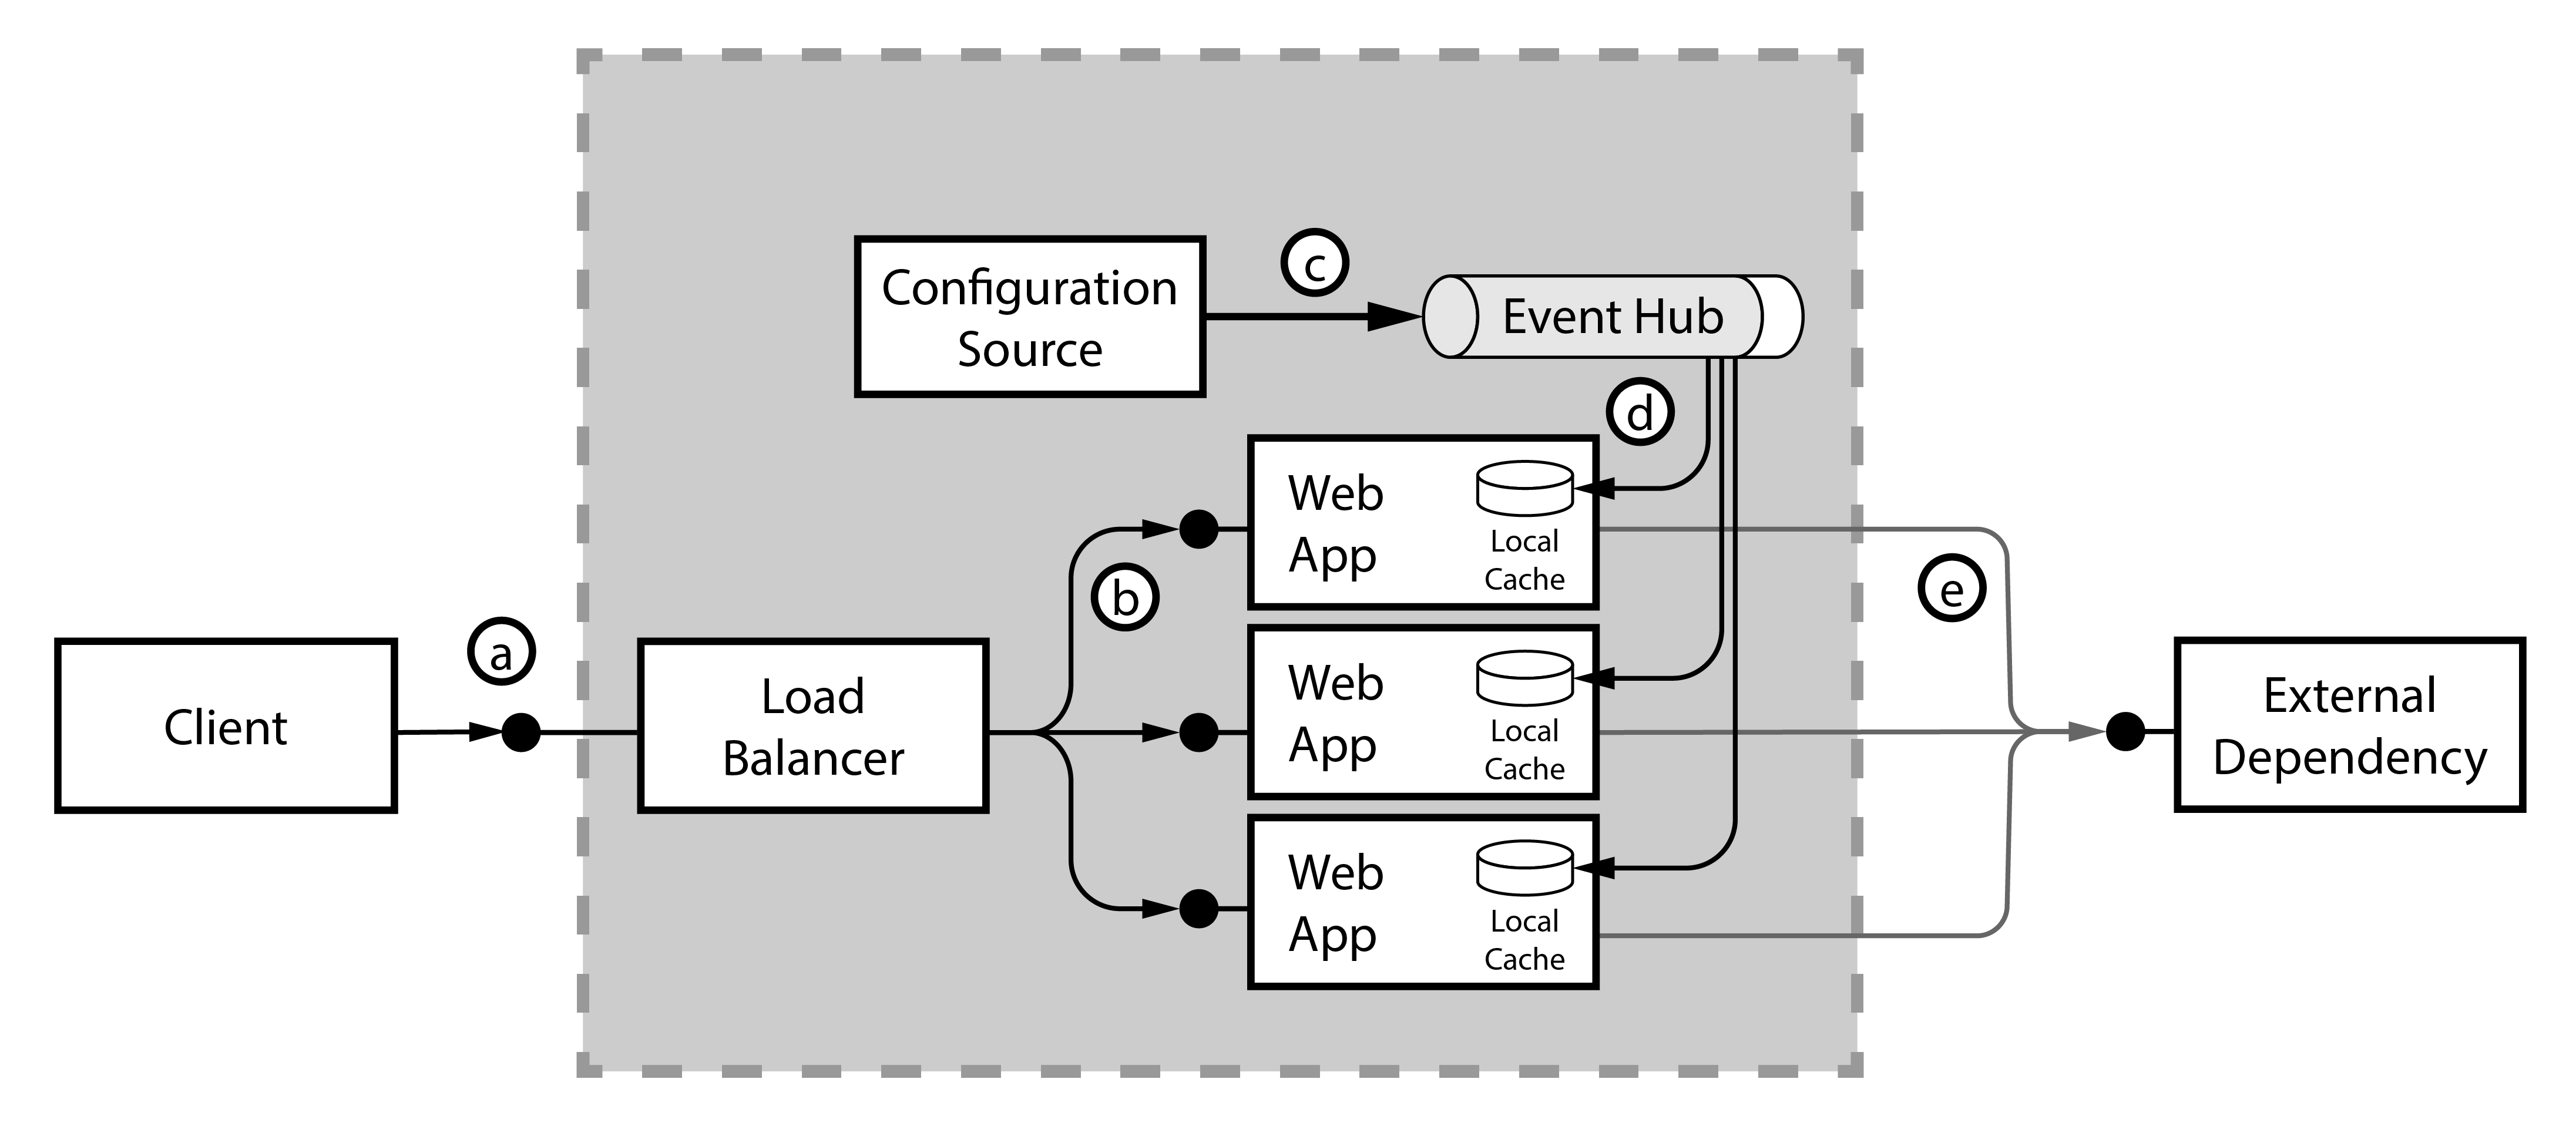 Configuration
Source
c
Event Hub
d
Web
App
Local
Cache
b
e
a
Client
Load
Balancer
Web
App
Local
Cache
External
Dependency
Web
App
Local
Cache